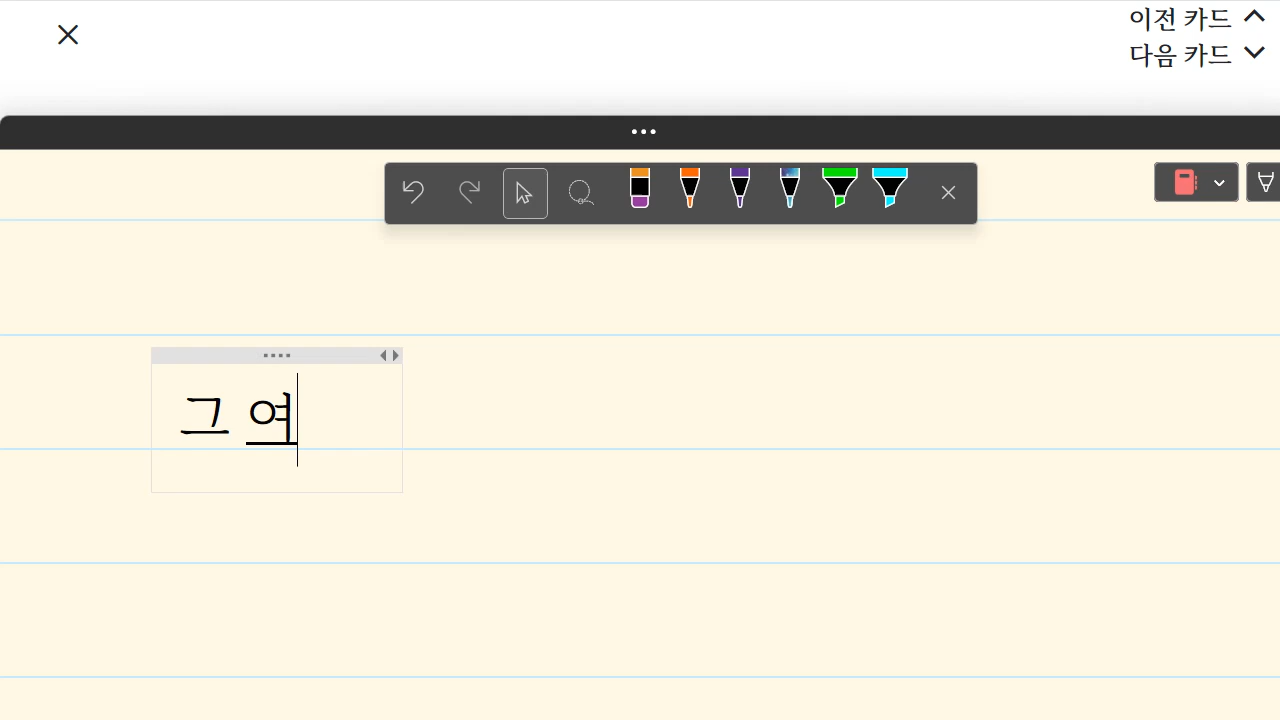 이전 카드
다음 카드
그 여